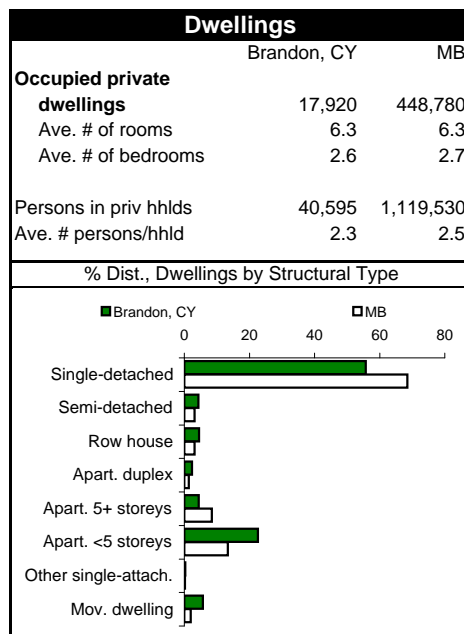 Dwellings
Brandon, CY MB
Occupied private
dwellings 17,920 448,780
Ave. # of rooms 6.3 6.3
Ave. # of bedrooms 2.6 2.7
Persons in priv hhlds 40,595 1,119,530
Ave. # persons/hhld 2.3 2.5
% Dist., Dwellings by Structural Type
Brandon, CY MB
0 20 40 60 80
Single-detached
Semi-detached
Row house
Apart. duplex
Apart. 5+ storeys
Apart. <5 storeys
Other single-attach.
Mov. dwelling